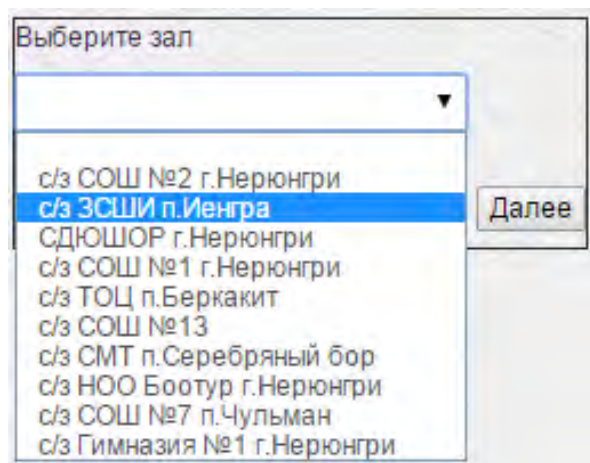 Выберите зал
▼
с/з СОШ №2 г.Нерюнгри
с/з ЗСШИ п.Иенгра
Далее
СДЮШОР г.Нерюнгри
с/з СОШ №1 г.Нерюнгри
с/з ТОЦ п.Беркакит
с/з СОШ №13
с/з СМТ п.Серебряный бор
с/з НОО Боотур г.Нерюнгри
с/з СОШ №7 п.Чульман
с/з Гимназия №1 г.Нерюнгри